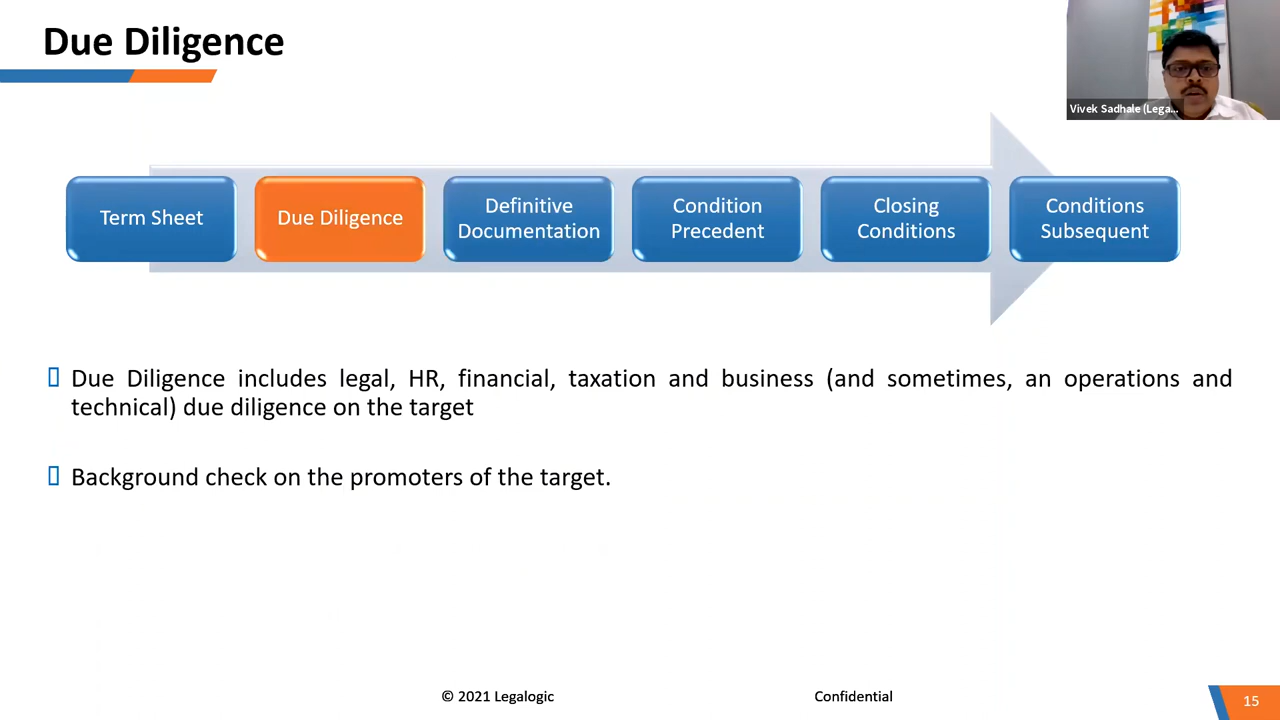 Due Diligence
Vivek Sadhale (Lega...
Term Sheet
Due Diligence
Definitive
Documentation
Condition
Precedent
Closing
Conditions
Conditions
Subsequent
Due Diligence includes legal, HR, financial, taxation and business (and sometimes, an operations and
technical) due diligence on the target
Background check on the promoters of the target.
© 2021 Legalogic
Confidential
15